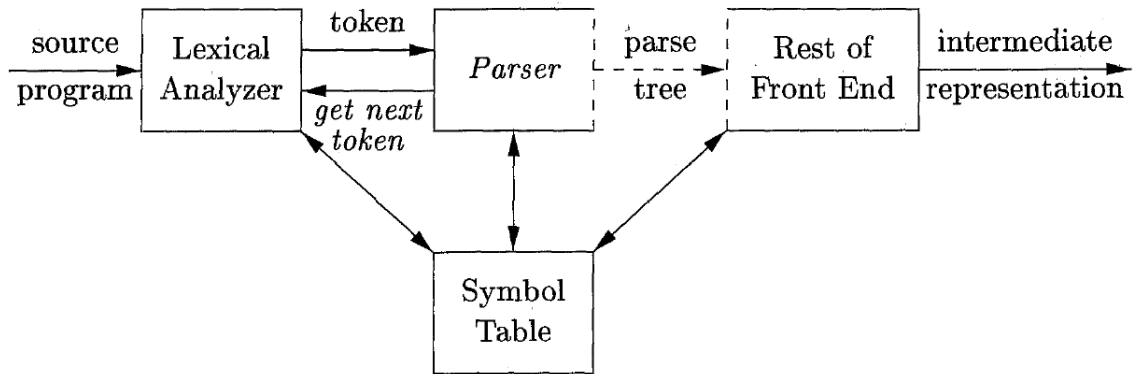 source
program
Lexical
Analyzer
token
get next
token
Parser
parse
tree
Rest of
Front End
intermediate
representation
Symbol
Table